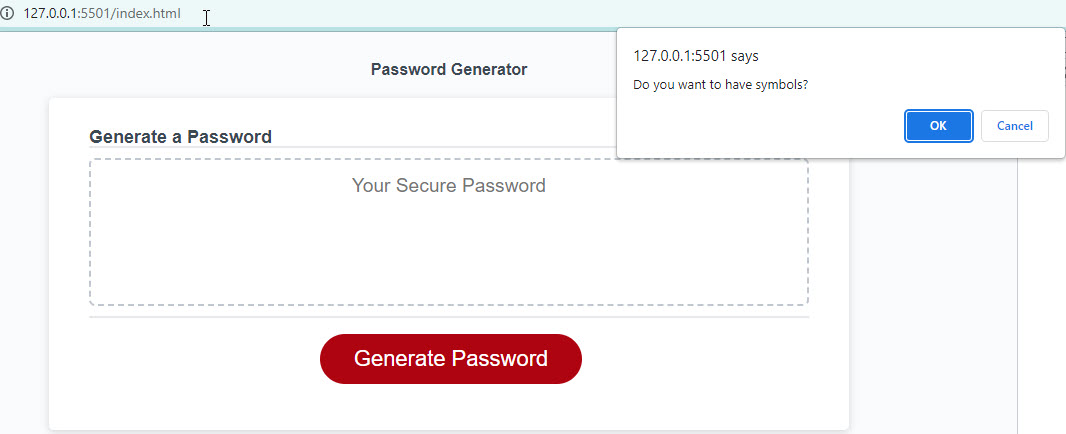 127.0.0.1:5501/index.html
127.0.0.1:5501 says
Do you want to have symbols?
OK
Cancel
Password Generator
Generate a Password
Your Secure Password
Generate Password